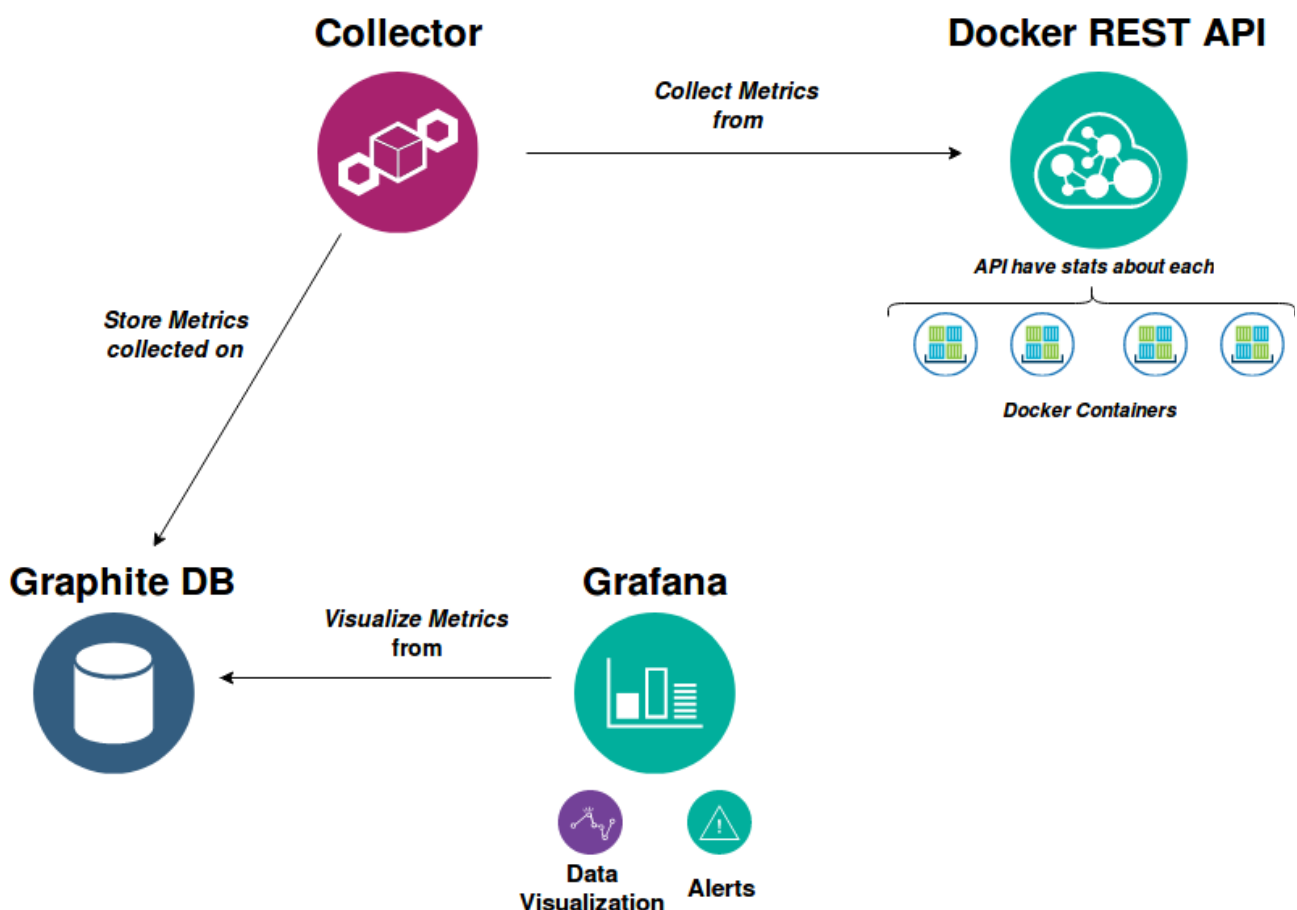 Collector
Docker REST API
Collect Metrics
from
API have stats about each
Store Metrics
collected on
Docker Containers
Graphite DB
Grafana
Visualize Metrics
from
Data
Visualization
Alerts